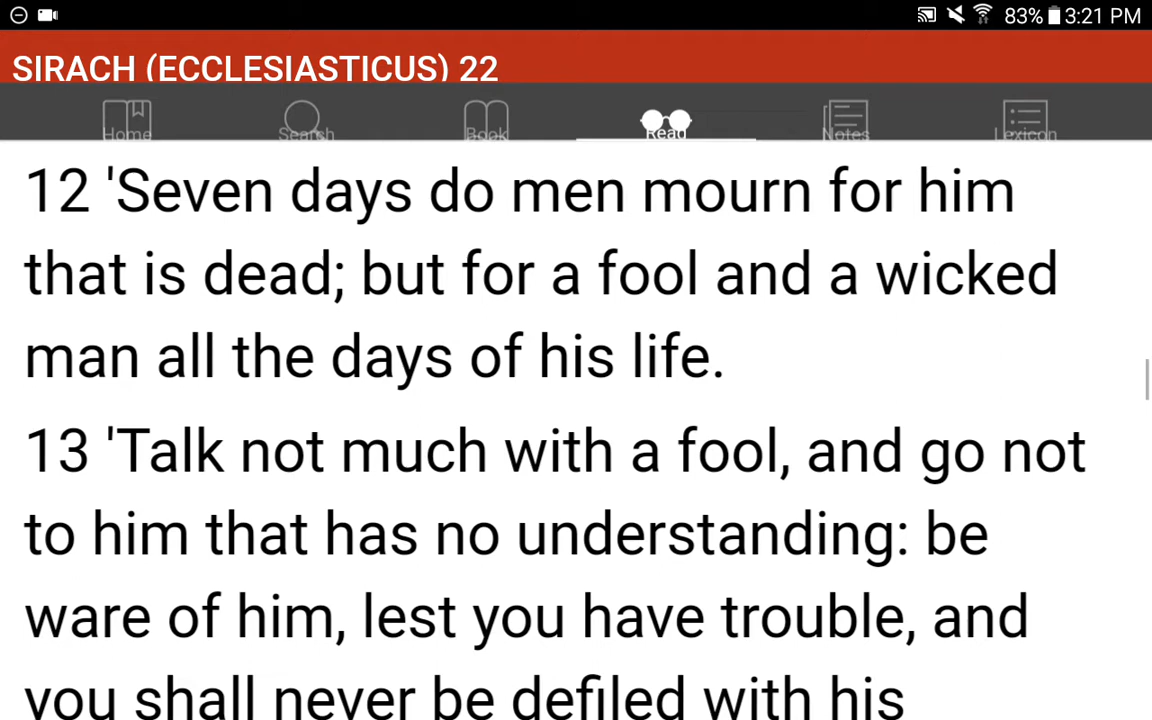 83% 3:21 PM
SIRACH (ECCLESIASTICUS) 22
Home Search Book Read Notes Lexicon
12 'Seven days do men mourn for him
that is dead; but for a fool and a wicked
man all the days of his life.
13 'Talk not much with a fool, and go not
to him that has no understanding: be
ware of him, lest you have trouble, and
you shall never be defiled with his